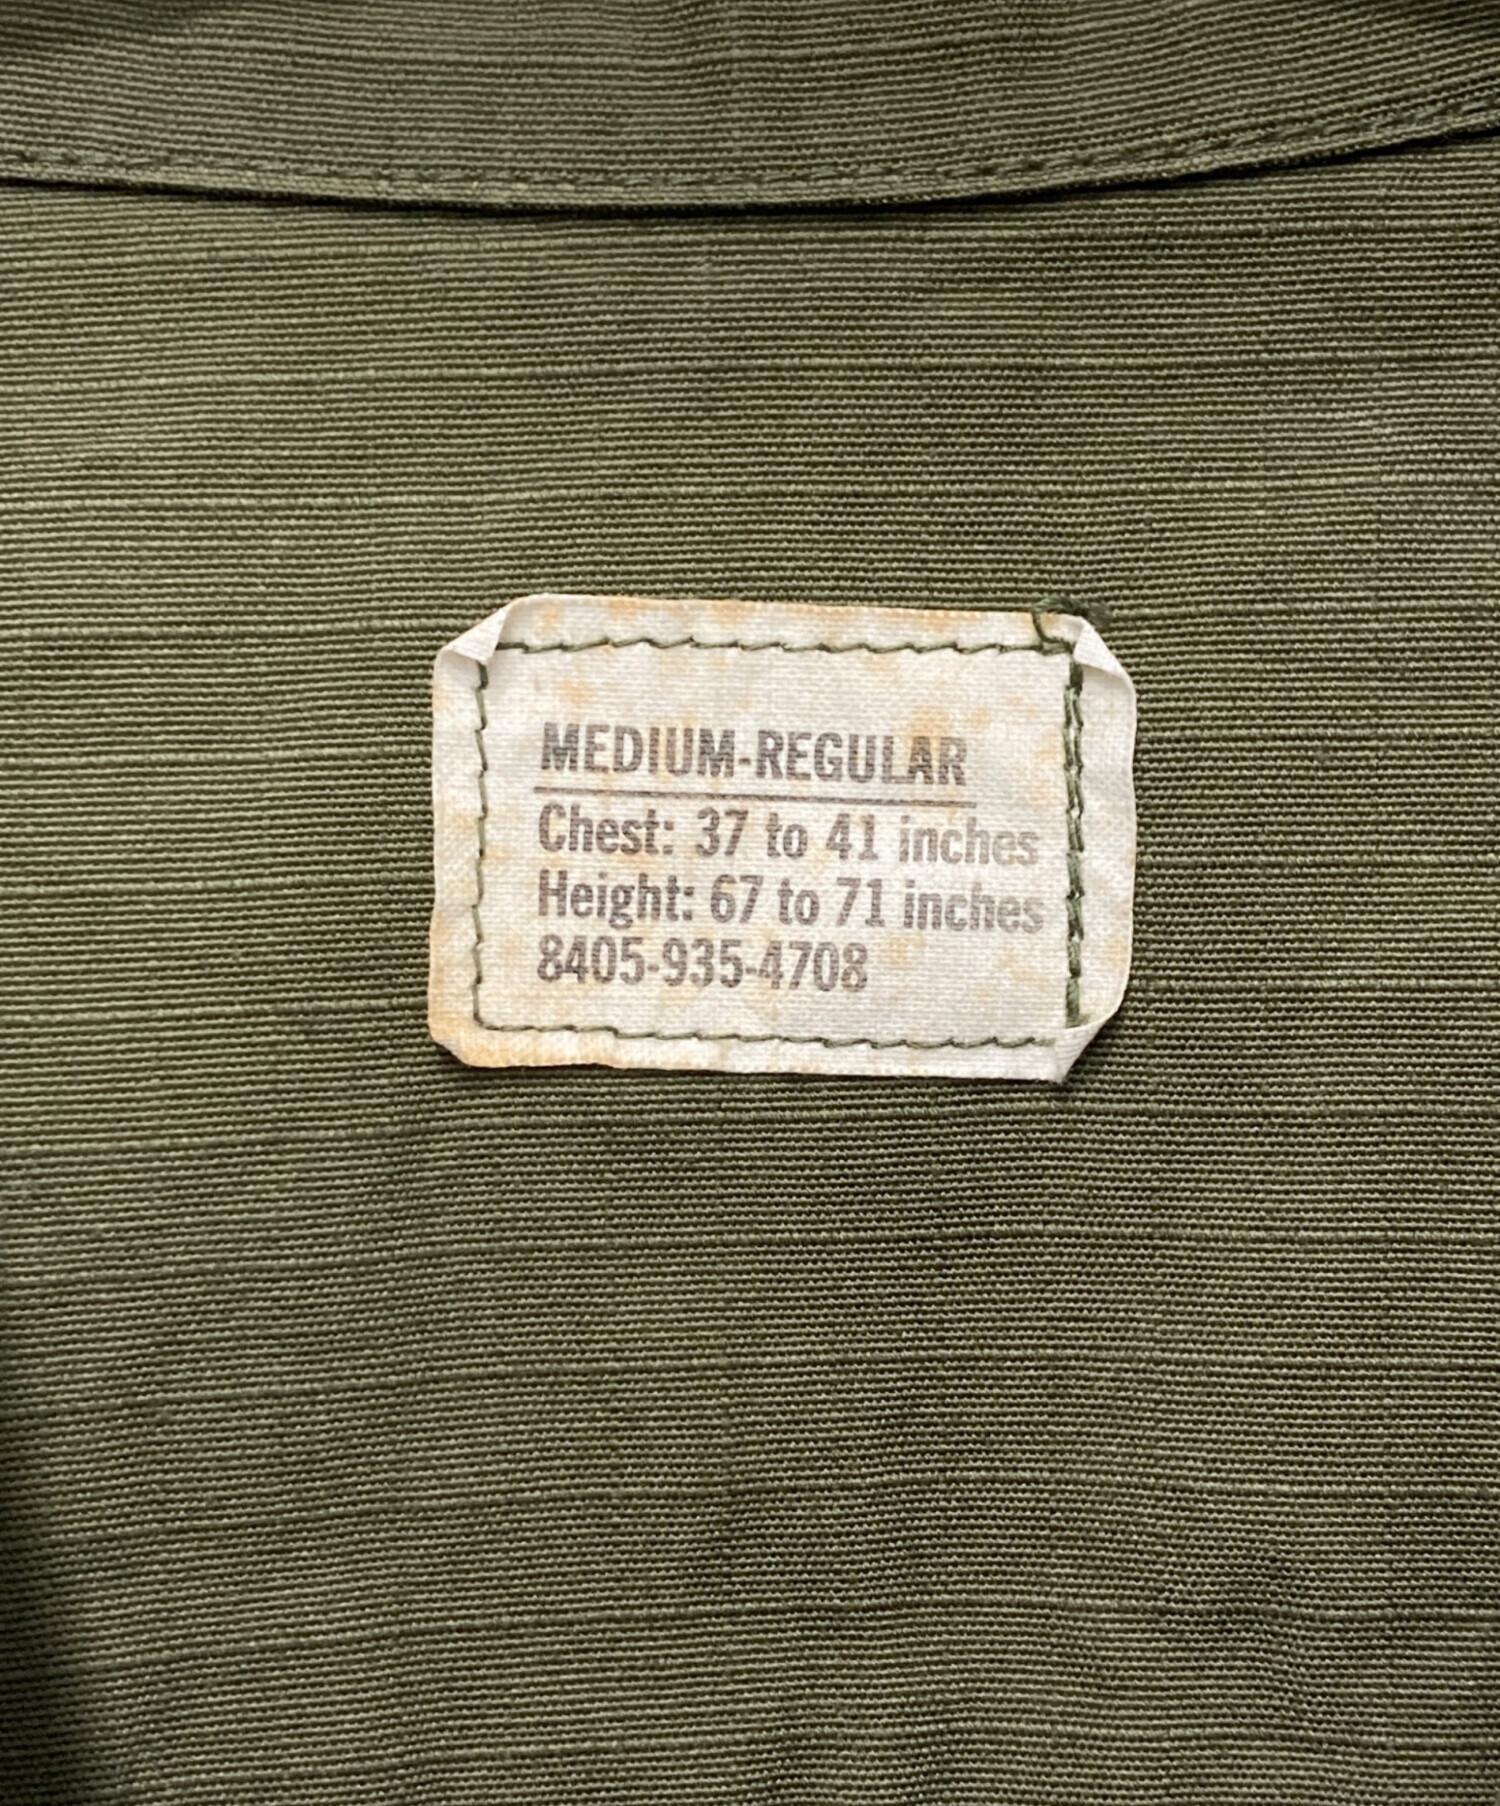 MEDIUM-REGULAR
Chest: 37 to 41 inches
Height: 67 to 71 inches
8405-935-4708